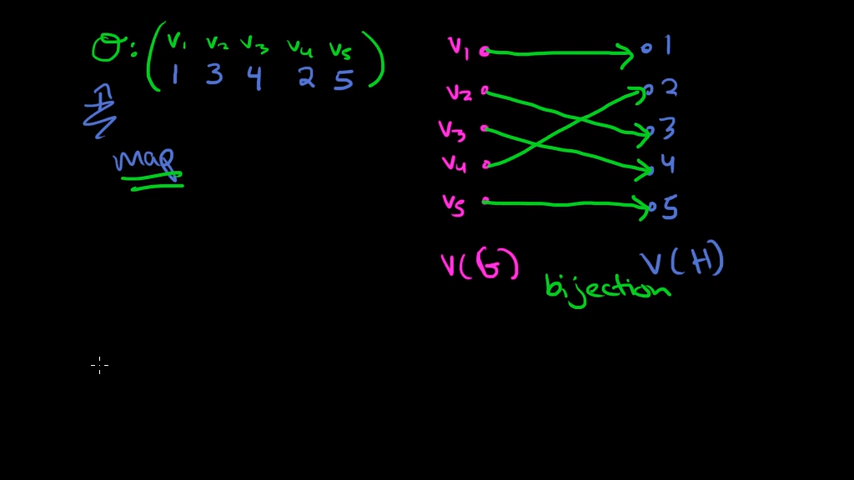 Θ: ( v₁ v₂ v₃ v₄ v₅
1 3 4 2 5 )
map
v₁ 1
v₂ 2
v₃ 3
v₄ 4
v₅ 5
V(G) V(H)
bijection